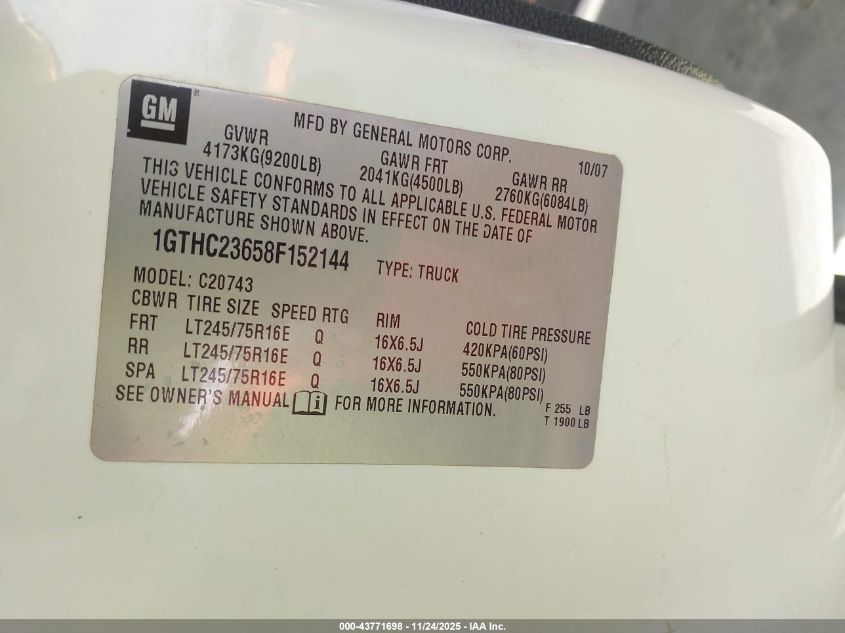 GM ®
MFD BY GENERAL MOTORS CORP. 10/07
GVWR GAWR FRT GAWR RR
4173KG(9200LB) 2041KG(4500LB) 2760KG(6084LB)
THIS VEHICLE CONFORMS TO ALL APPLICABLE U.S. FEDERAL MOTOR
VEHICLE SAFETY STANDARDS IN EFFECT ON THE DATE OF
MANUFACTURE SHOWN ABOVE.
1GTHC23658F152144 TYPE: TRUCK
MODEL: C20743
CBWR TIRE SIZE SPEED RTG RIM COLD TIRE PRESSURE
FRT LT245/75R16E Q 16X6.5J 420KPA(60PSI)
RR LT245/75R16E Q 16X6.5J 550KPA(80PSI)
SPA LT245/75R16E Q 16X6.5J 550KPA(80PSI)
SEE OWNER'S MANUAL i FOR MORE INFORMATION.
F 255 LB
T 1900 LB
000-43771698 - 11/24/2025 - IAA Inc.